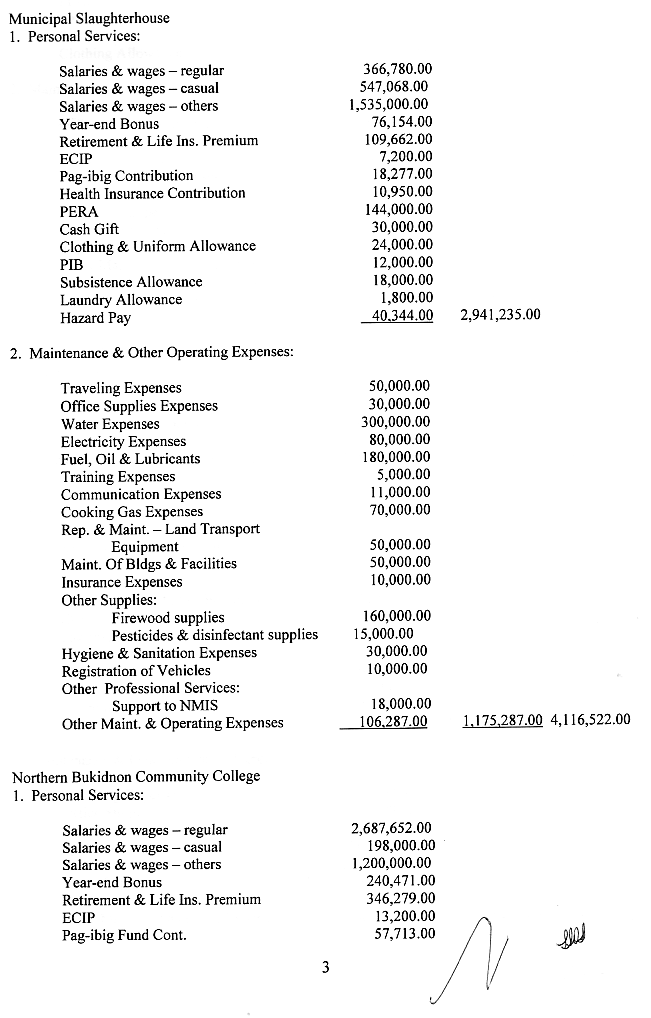 Municipal Slaughterhouse
1. Personal Services:
Salaries & wages – regular 366,780.00
Salaries & wages – casual 547,068.00
Salaries & wages – others 1,535,000.00
Year-end Bonus 76,154.00
Retirement & Life Ins. Premium 109,662.00
ECIP 7,200.00
Pag-ibig Contribution 18,277.00
Health Insurance Contribution 10,950.00
PERA 144,000.00
Cash Gift 30,000.00
Clothing & Uniform Allowance 24,000.00
PIB 12,000.00
Subsistence Allowance 18,000.00
Laundry Allowance 1,800.00
Hazard Pay 40,344.00 2,941,235.00
2. Maintenance & Other Operating Expenses:
Traveling Expenses 50,000.00
Office Supplies Expenses 30,000.00
Water Expenses 300,000.00
Electricity Expenses 80,000.00
Fuel, Oil & Lubricants 180,000.00
Training Expenses 5,000.00
Communication Expenses 11,000.00
Cooking Gas Expenses 70,000.00
Rep. & Maint. – Land Transport
Equipment 50,000.00
Maint. Of Bldgs & Facilities 50,000.00
Insurance Expenses 10,000.00
Other Supplies:
Firewood supplies 160,000.00
Pesticides & disinfectant supplies 15,000.00
Hygiene & Sanitation Expenses 30,000.00
Registration of Vehicles 10,000.00
Other Professional Services:
Support to NMIS 18,000.00
Other Maint. & Operating Expenses 106,287.00 1,175,287.00 4,116,522.00
Northern Bukidnon Community College
1. Personal Services:
Salaries & wages – regular 2,687,652.00
Salaries & wages – casual 198,000.00
Salaries & wages – others 1,200,000.00
Year-end Bonus 240,471.00
Retirement & Life Ins. Premium 346,279.00
ECIP 13,200.00
Pag-ibig Fund Cont. 57,713.00
3